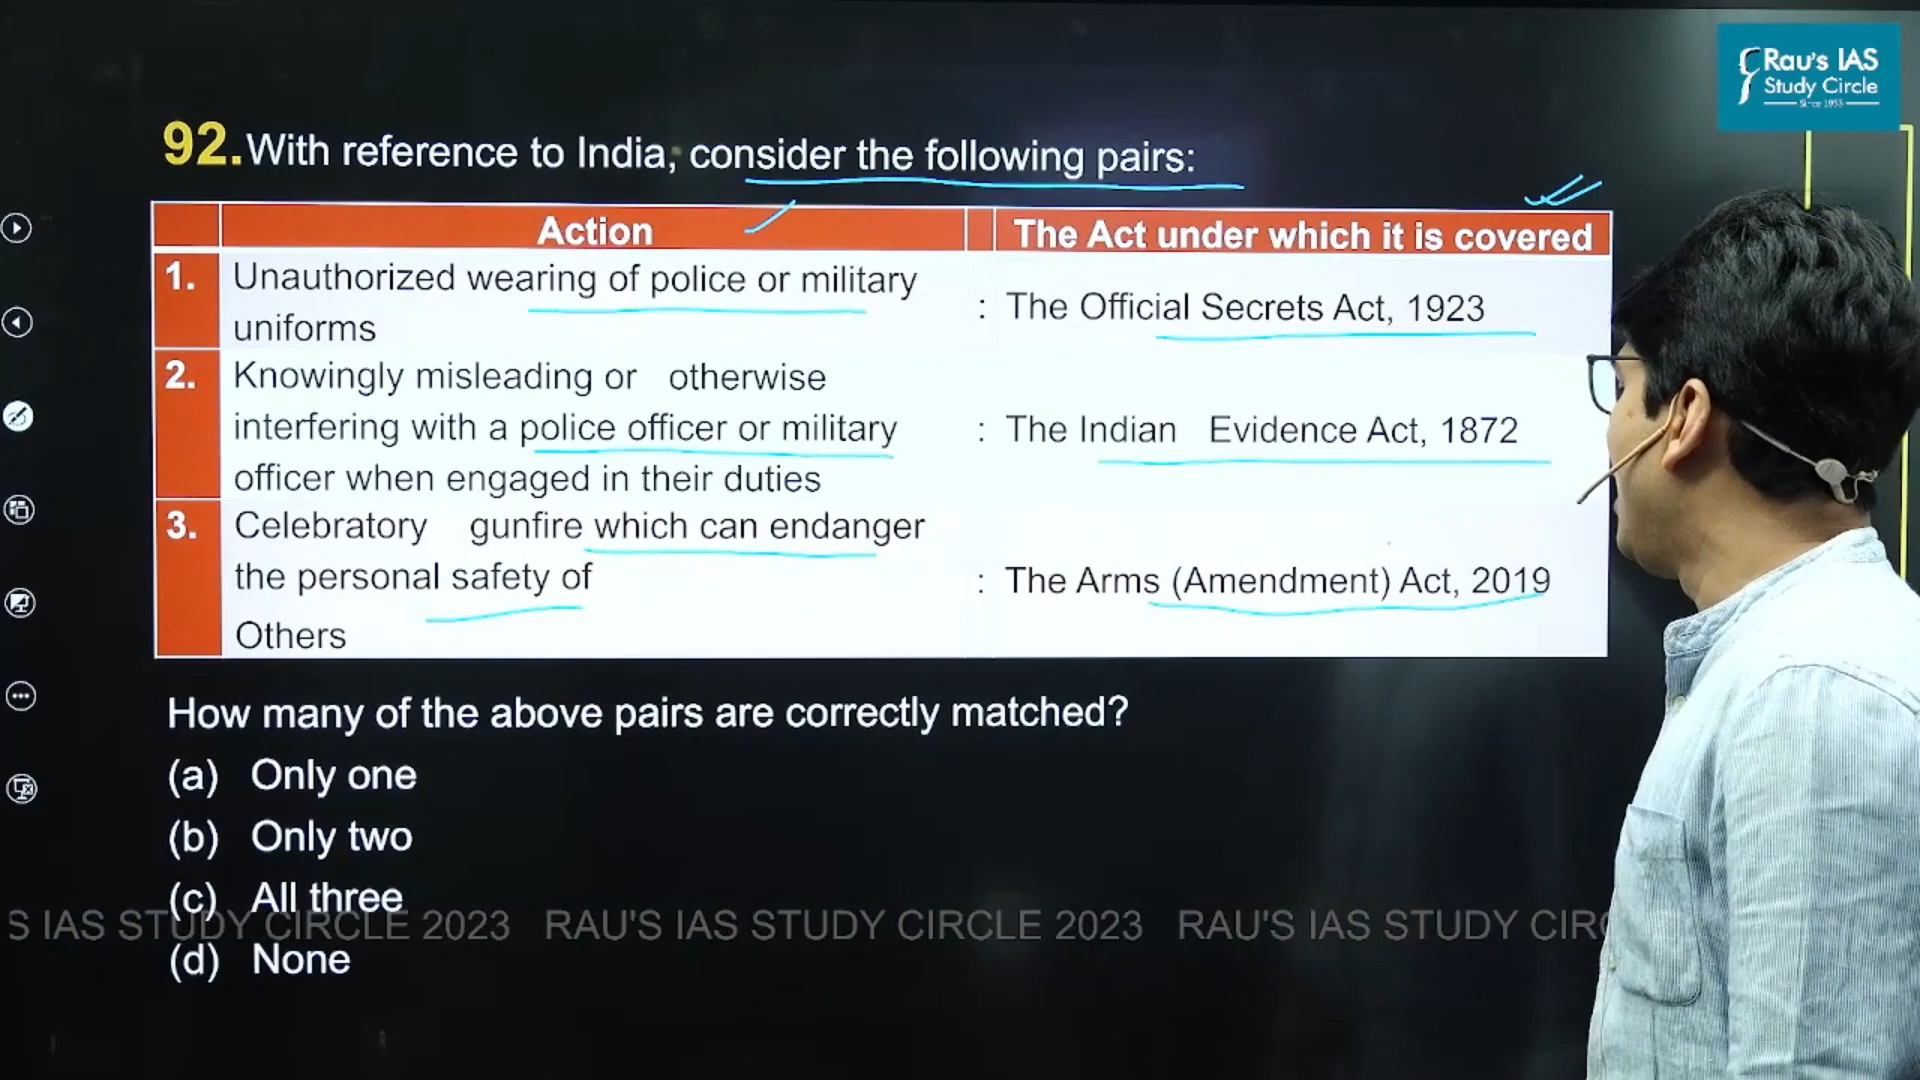 Rau's IAS
Study Circle
Since 1953
92. With reference to India, consider the following pairs:
Action The Act under which it is covered
1. Unauthorized wearing of police or military
uniforms
: The Official Secrets Act, 1923
2. Knowingly misleading or otherwise
interfering with a police officer or military
officer when engaged in their duties
: The Indian Evidence Act, 1872
3. Celebratory gunfire which can endanger
the personal safety of
Others
: The Arms (Amendment) Act, 2019
How many of the above pairs are correctly matched?
(a) Only one
(b) Only two
(c) All three
S IAS STUDY CIRCLE 2023 RAU'S IAS STUDY CIRCLE 2023 RAU'S IAS STUDY CIRC
(d) None